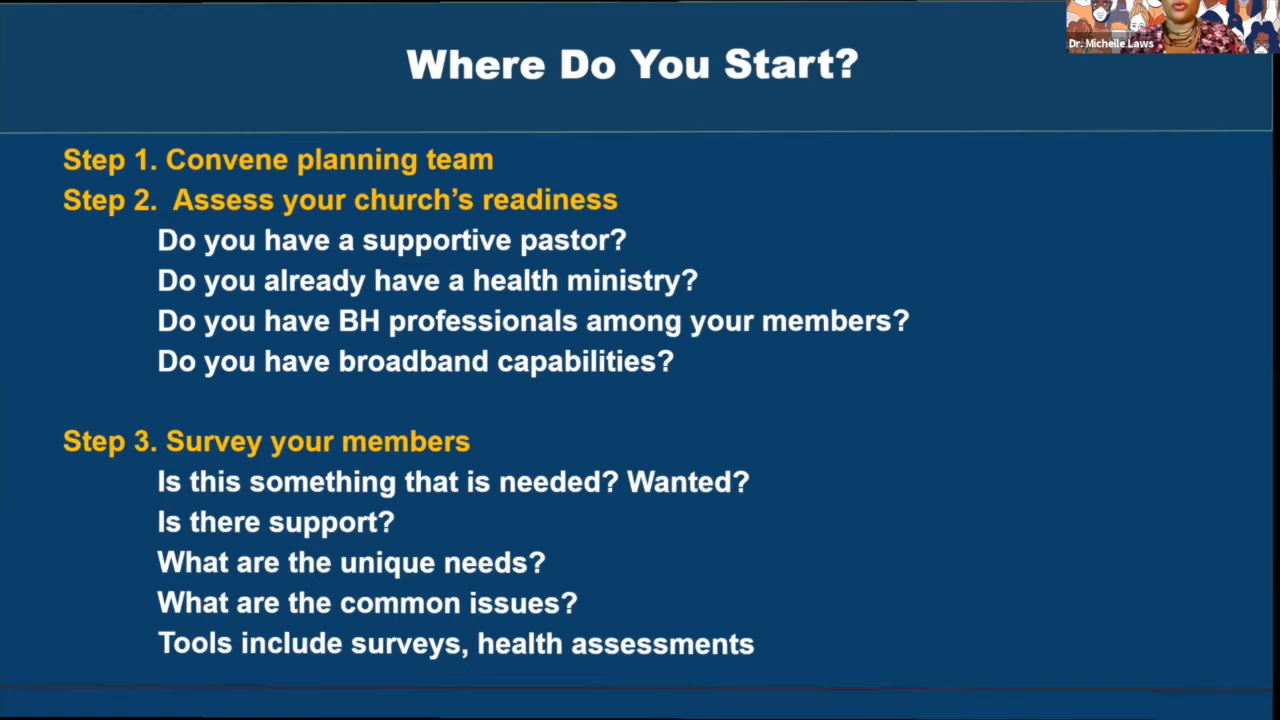 Dr. Michelle Laws
Where Do You Start?
Step 1. Convene planning team
Step 2. Assess your church's readiness
Do you have a supportive pastor?
Do you already have a health ministry?
Do you have BH professionals among your members?
Do you have broadband capabilities?
Step 3. Survey your members
Is this something that is needed? Wanted?
Is there support?
What are the unique needs?
What are the common issues?
Tools include surveys, health assessments